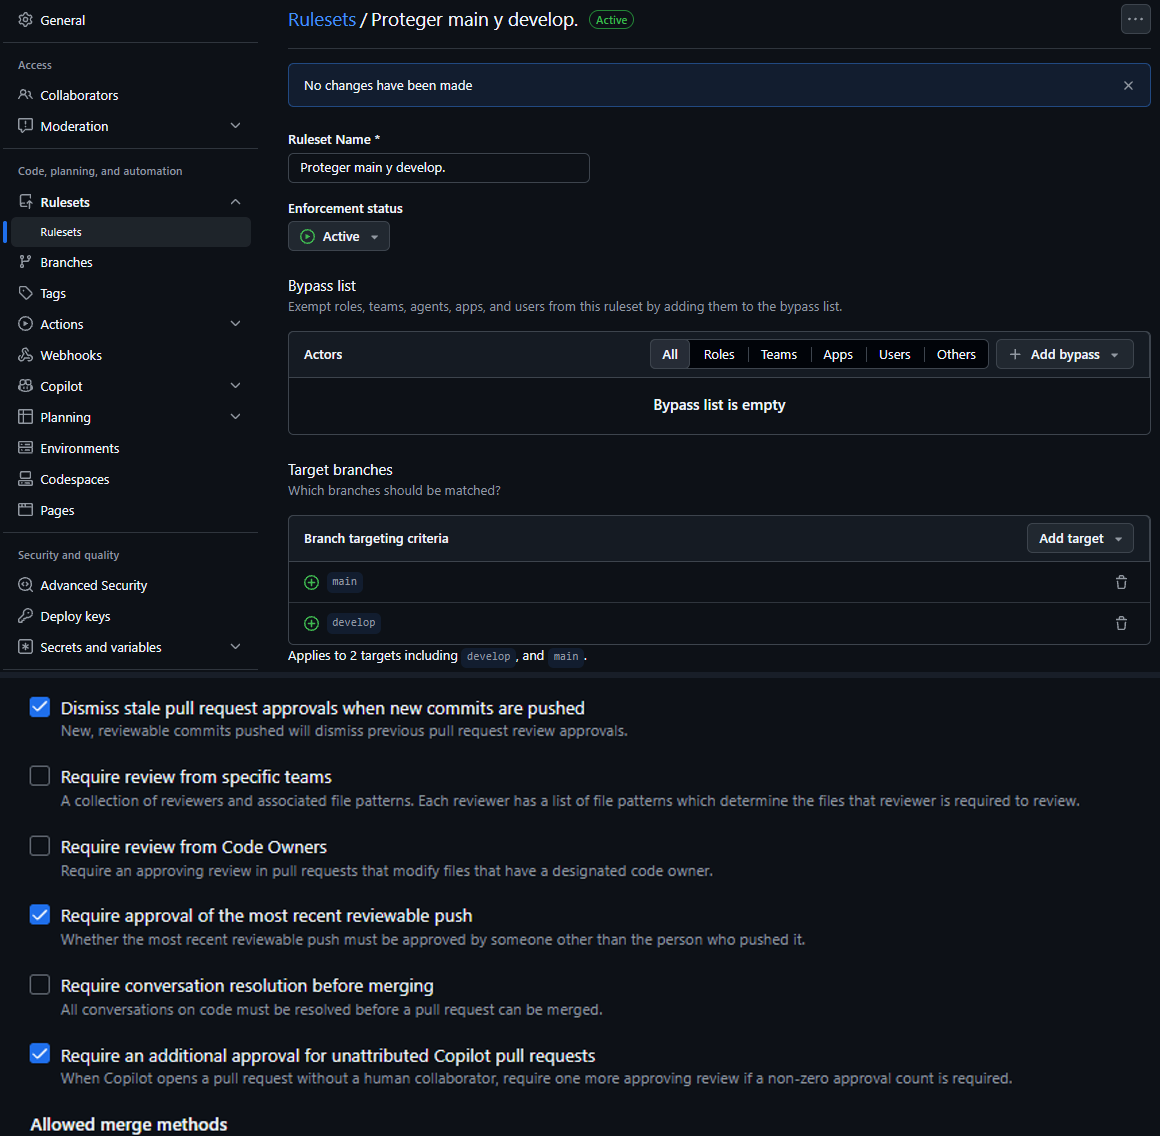 General
Access
Collaborators
Moderation
Code, planning, and automation
Rulesets
Rulesets
Branches
Tags
Actions
Webhooks
Copilot
Planning
Environments
Codespaces
Pages
Security and quality
Advanced Security
Deploy keys
Secrets and variables
Rulesets / Proteger main y develop. Active
No changes have been made
Ruleset Name *
Proteger main y develop.
Enforcement status
Active
Bypass list
Exempt roles, teams, agents, apps, and users from this ruleset by adding them to the bypass list.
Actors All Roles Teams Apps Users Others Add bypass
Bypass list is empty
Target branches
Which branches should be matched?
Branch targeting criteria Add target
main
develop
Applies to 2 targets including develop, and main.
Dismiss stale pull request approvals when new commits are pushed
New, reviewable commits pushed will dismiss previous pull request review approvals.
Require review from specific teams
A collection of reviewers and associated file patterns. Each reviewer has a list of file patterns which determine the files that reviewer is required to review.
Require review from Code Owners
Require an approving review in pull requests that modify files that have a designated code owner.
Require approval of the most recent reviewable push
Whether the most recent reviewable push must be approved by someone other than the person who pushed it.
Require conversation resolution before merging
All conversations on code must be resolved before a pull request can be merged.
Require an additional approval for unattributed Copilot pull requests
When Copilot opens a pull request without a human collaborator, require one more approving review if a non-zero approval count is required.
Allowed merge methods